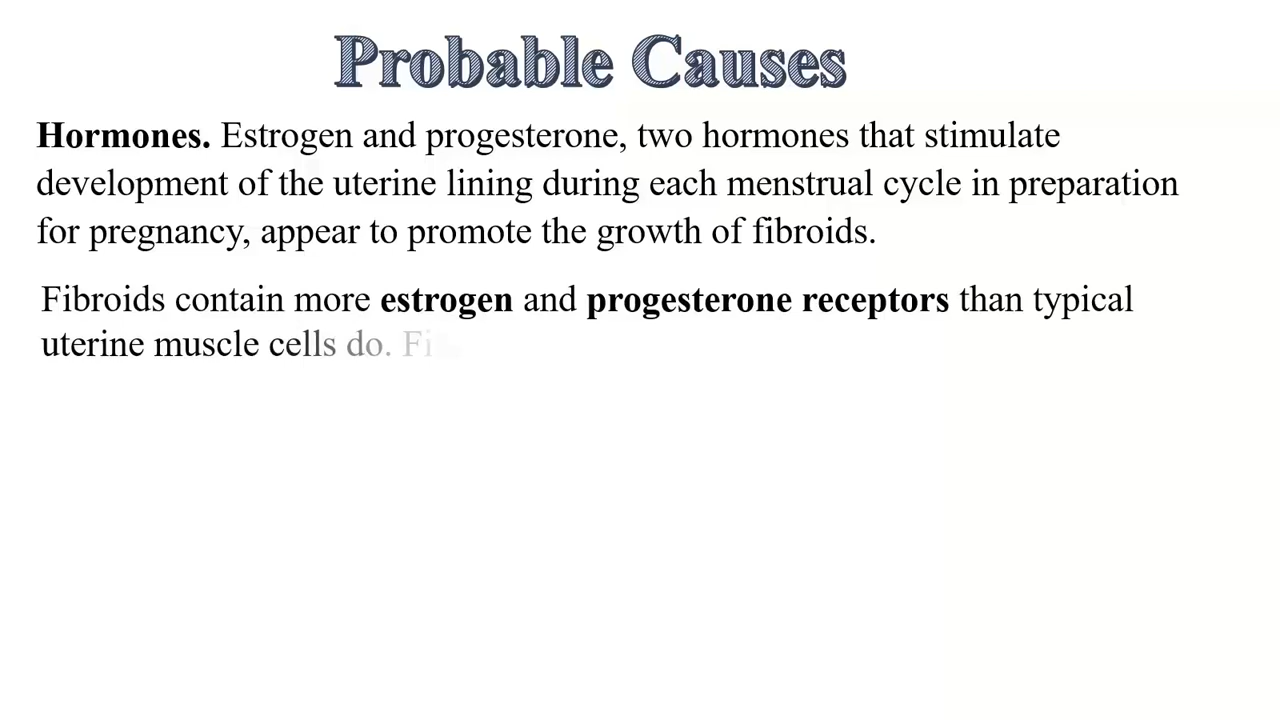 Probable Causes
Hormones. Estrogen and progesterone, two hormones that stimulate
development of the uterine lining during each menstrual cycle in preparation
for pregnancy, appear to promote the growth of fibroids.
Fibroids contain more estrogen and progesterone receptors than typical
uterine muscle cells do.